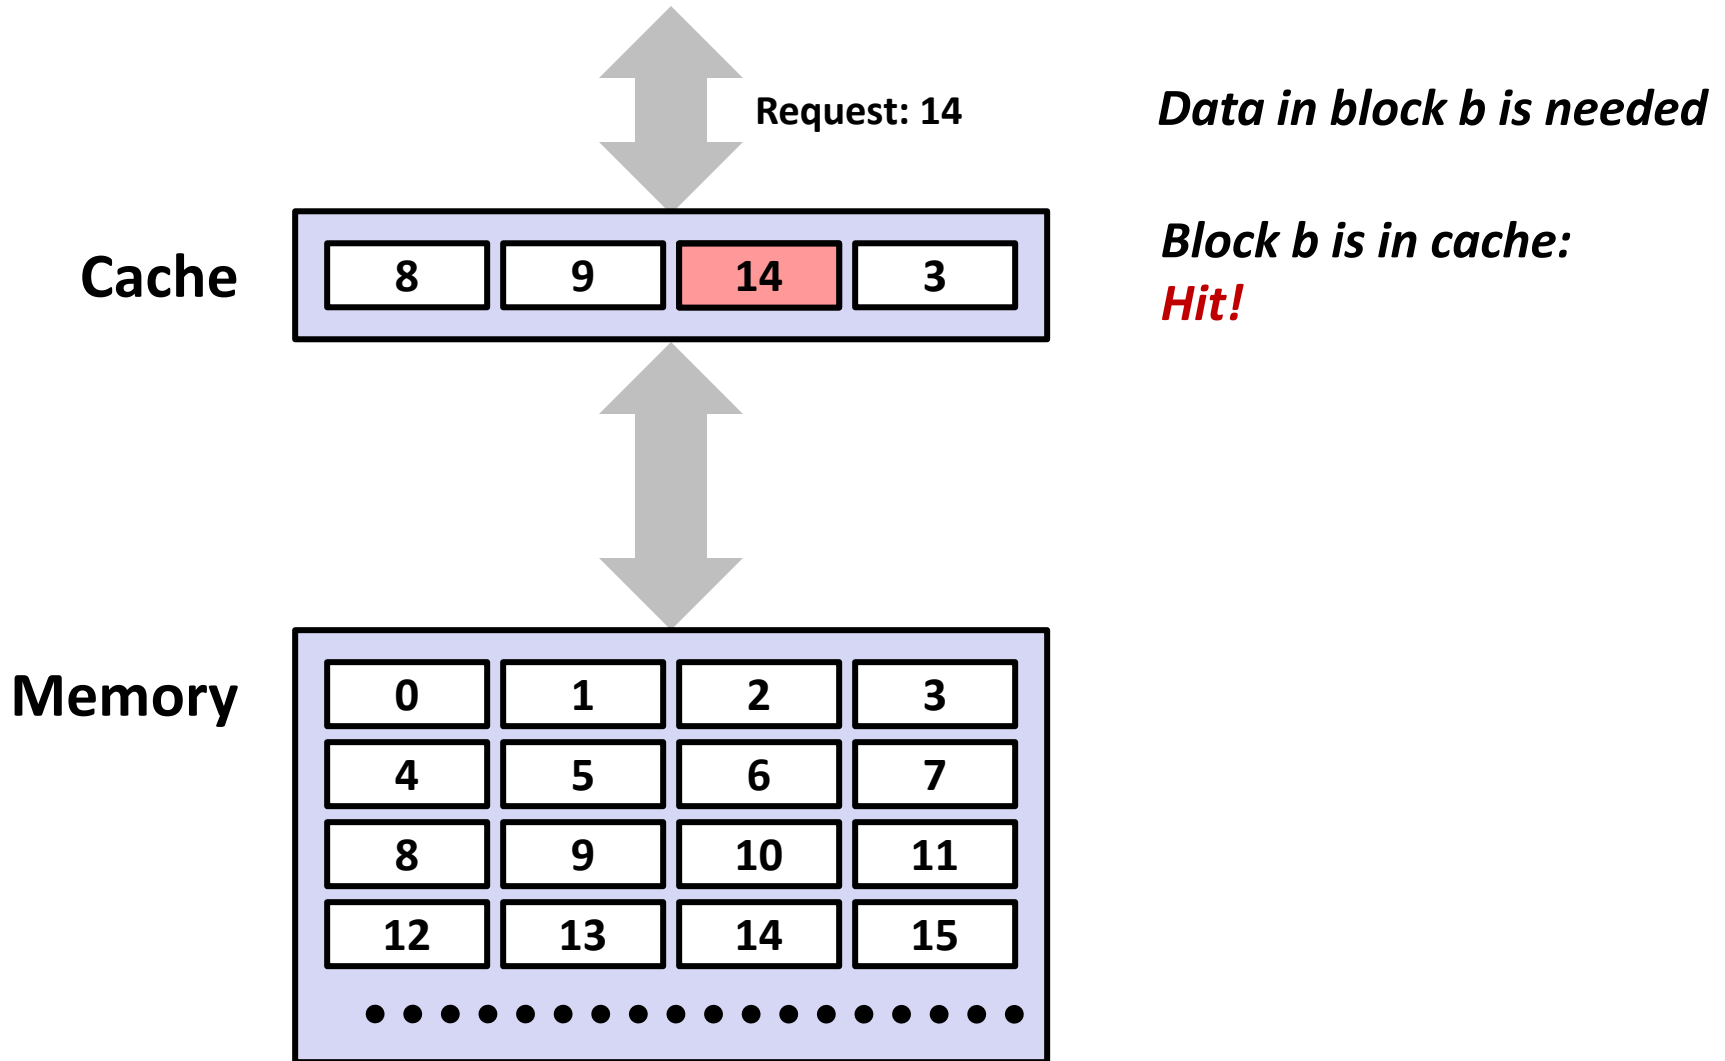 Request: 14
Data in block b is needed
Cache
8 9 14 3
Block b is in cache:
Hit!
Memory
0 1 2 3
4 5 6 7
8 9 10 11
12 13 14 15